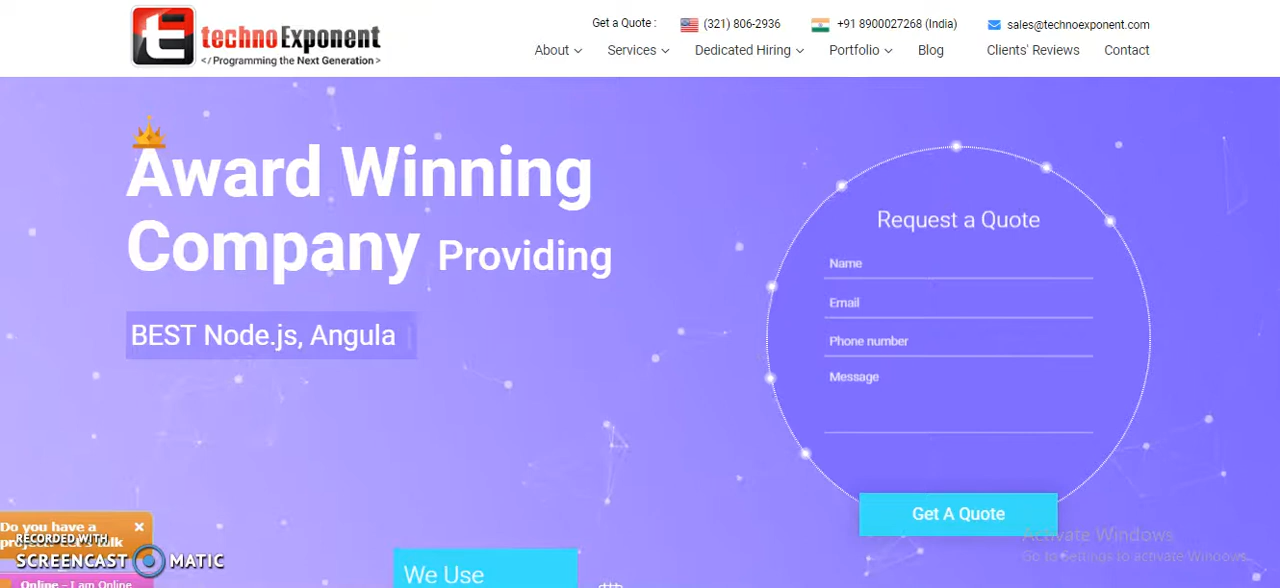 technoExponent
</Programming the Next Generation>
Get a Quote : (321) 806-2936 +91 8900027268 (India) sales@technoexponent.com
About Services Dedicated Hiring Portfolio Blog Clients' Reviews Contact
Award Winning
Company Providing
BEST Node.js, Angula
Request a Quote
Name
Email
Phone number
Message
Get A Quote
Activate Windows
Go to Settings to activate Windows.
Do you have a
project? Let's talk
RECORDED WITH
SCREENCAST MATIC
Online - I am Online
We Use